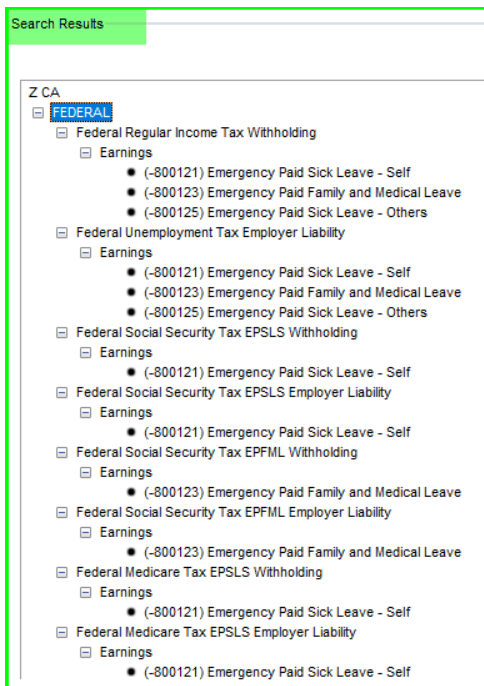 Search Results
Z CA
FEDERAL
Federal Regular Income Tax Withholding
Earnings
(-800121) Emergency Paid Sick Leave - Self
(-800123) Emergency Paid Family and Medical Leave
(-800125) Emergency Paid Sick Leave - Others
Federal Unemployment Tax Employer Liability
Earnings
(-800121) Emergency Paid Sick Leave - Self
(-800123) Emergency Paid Family and Medical Leave
(-800125) Emergency Paid Sick Leave - Others
Federal Social Security Tax EPSLS Withholding
Earnings
(-800121) Emergency Paid Sick Leave - Self
Federal Social Security Tax EPSLS Employer Liability
Earnings
(-800121) Emergency Paid Sick Leave - Self
Federal Social Security Tax EPFML Withholding
Earnings
(-800123) Emergency Paid Family and Medical Leave
Federal Social Security Tax EPFML Employer Liability
Earnings
(-800123) Emergency Paid Family and Medical Leave
Federal Medicare Tax EPSLS Withholding
Earnings
(-800121) Emergency Paid Sick Leave - Self
Federal Medicare Tax EPSLS Employer Liability
Earnings
(-800121) Emergency Paid Sick Leave - Self